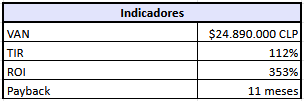 Indicadores
VAN $24.890.000 CLP
TIR 112%
ROI 353%
Payback 11 meses